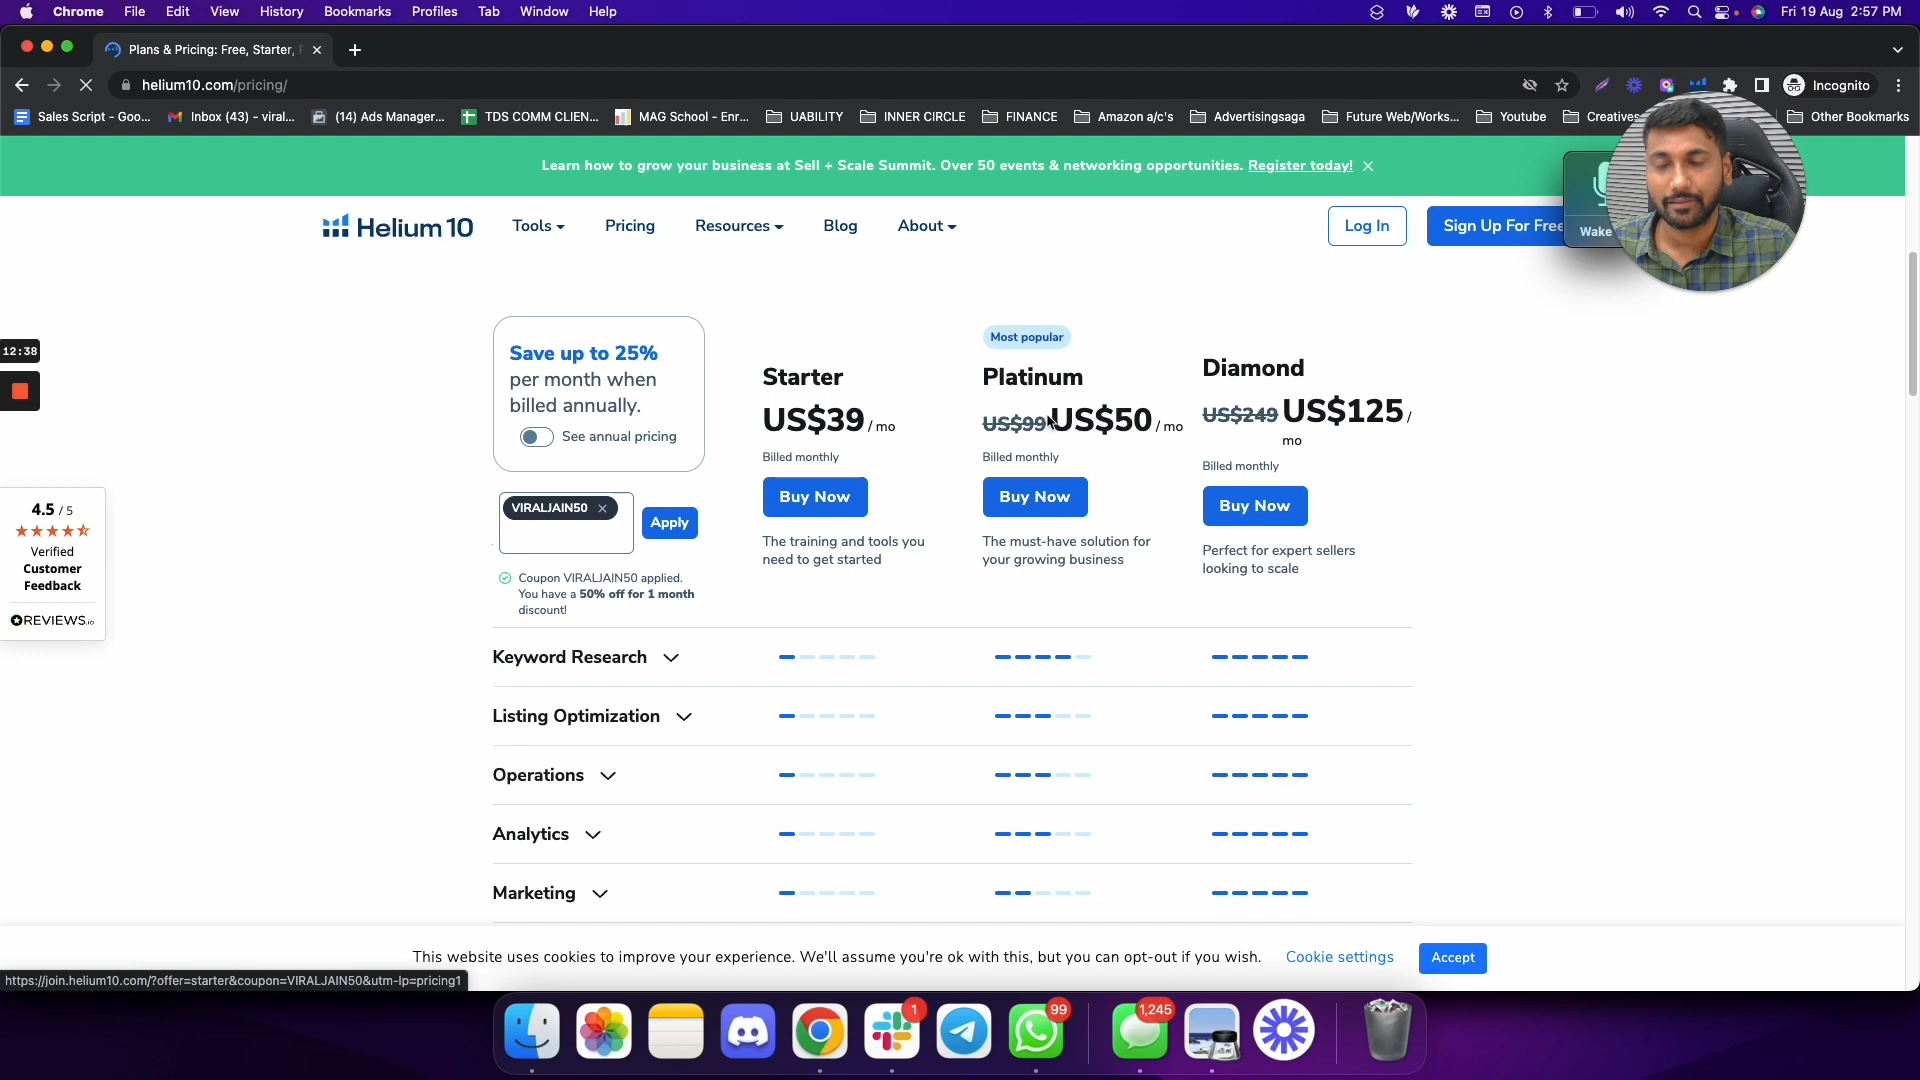 Chrome File Edit View History Bookmarks Profiles Tab Window Help
Fri 19 Aug 2:57 PM
Plans & Pricing: Free, Starter,
helium10.com/pricing/
Incognito
Sales Script - Goo...
Inbox (43) - viral...
(14) Ads Manager...
TDS COMM CLIEN...
MAG School - Enr...
UABILITY
INNER CIRCLE
FINANCE
Amazon a/c's
Advertisingsaga
Future Web/Works...
Youtube
Creatives
Other Bookmarks
Learn how to grow your business at Sell + Scale Summit. Over 50 events & networking opportunities. Register today!
Helium 10
Tools
Pricing
Resources
Blog
About
Log In
Sign Up For Free
Wake
12:38
Save up to 25%
per month when
billed annually.
See annual pricing
VIRALJAIN50
Apply
Coupon VIRALJAIN50 applied.
You have a 50% off for 1 month
discount!
Starter
US$39 / mo
Billed monthly
Buy Now
The training and tools you
need to get started
Most popular
Platinum
US$99 US$50 / mo
Billed monthly
Buy Now
The must-have solution for
your growing business
Diamond
US$249 US$125 /
mo
Billed monthly
Buy Now
Perfect for expert sellers
looking to scale
4.5 / 5
Verified
Customer
Feedback
REVIEWS.io
Keyword Research
Listing Optimization
Operations
Analytics
Marketing
This website uses cookies to improve your experience. We'll assume you're ok with this, but you can opt-out if you wish.
Cookie settings
Accept
https://join.helium10.com/?offer=starter&coupon=VIRALJAIN50&utm-lp=pricing1
1
99
1,245